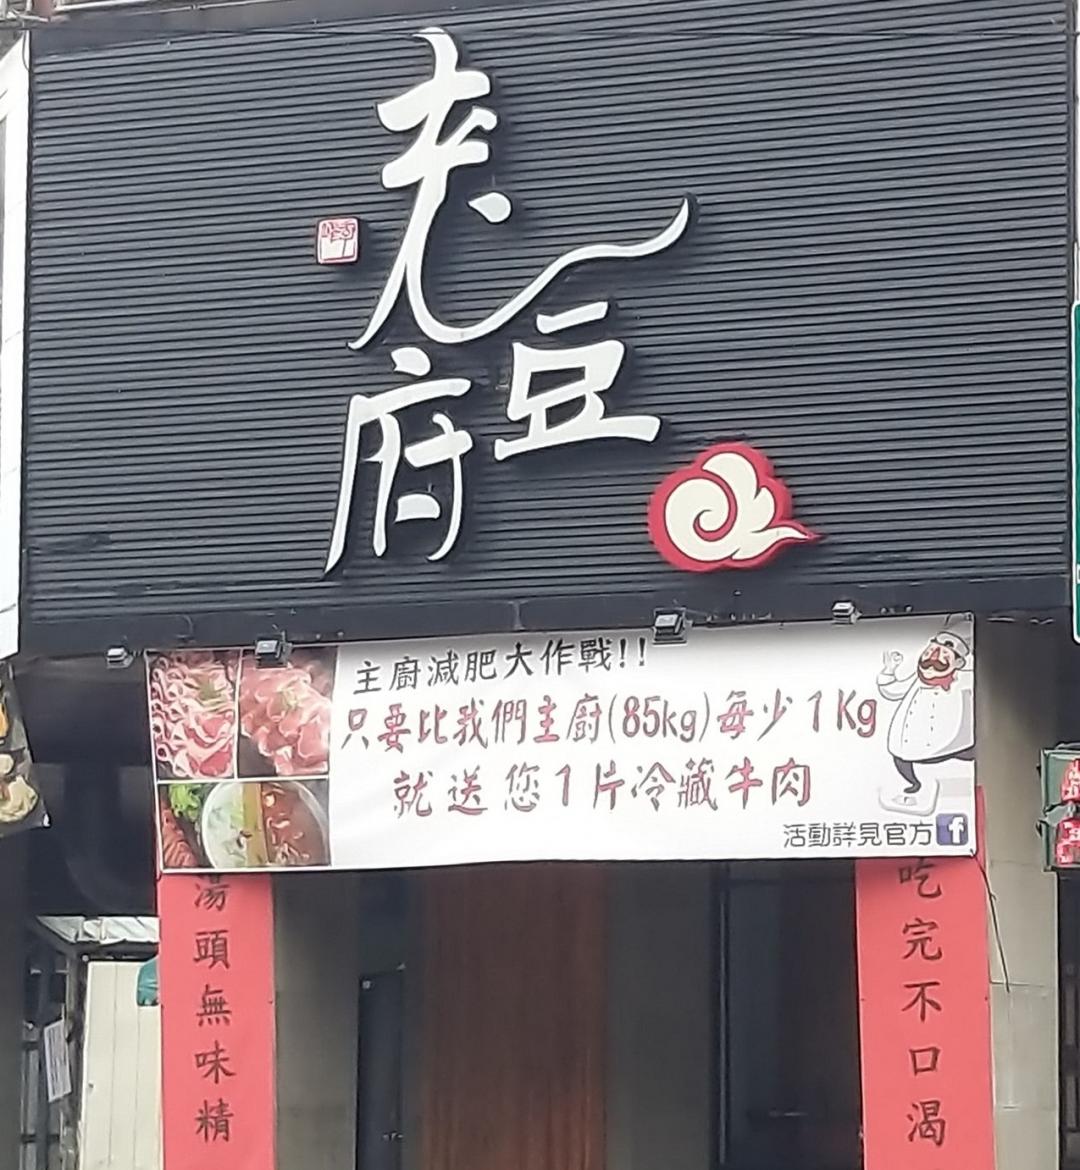 豆
府
主廚減肥大作戰!!
只要比我們主廚(85kg)每少1Kg
就送您1片冷藏牛肉
活動詳見官方f
湯頭無味精
吃完不口渴